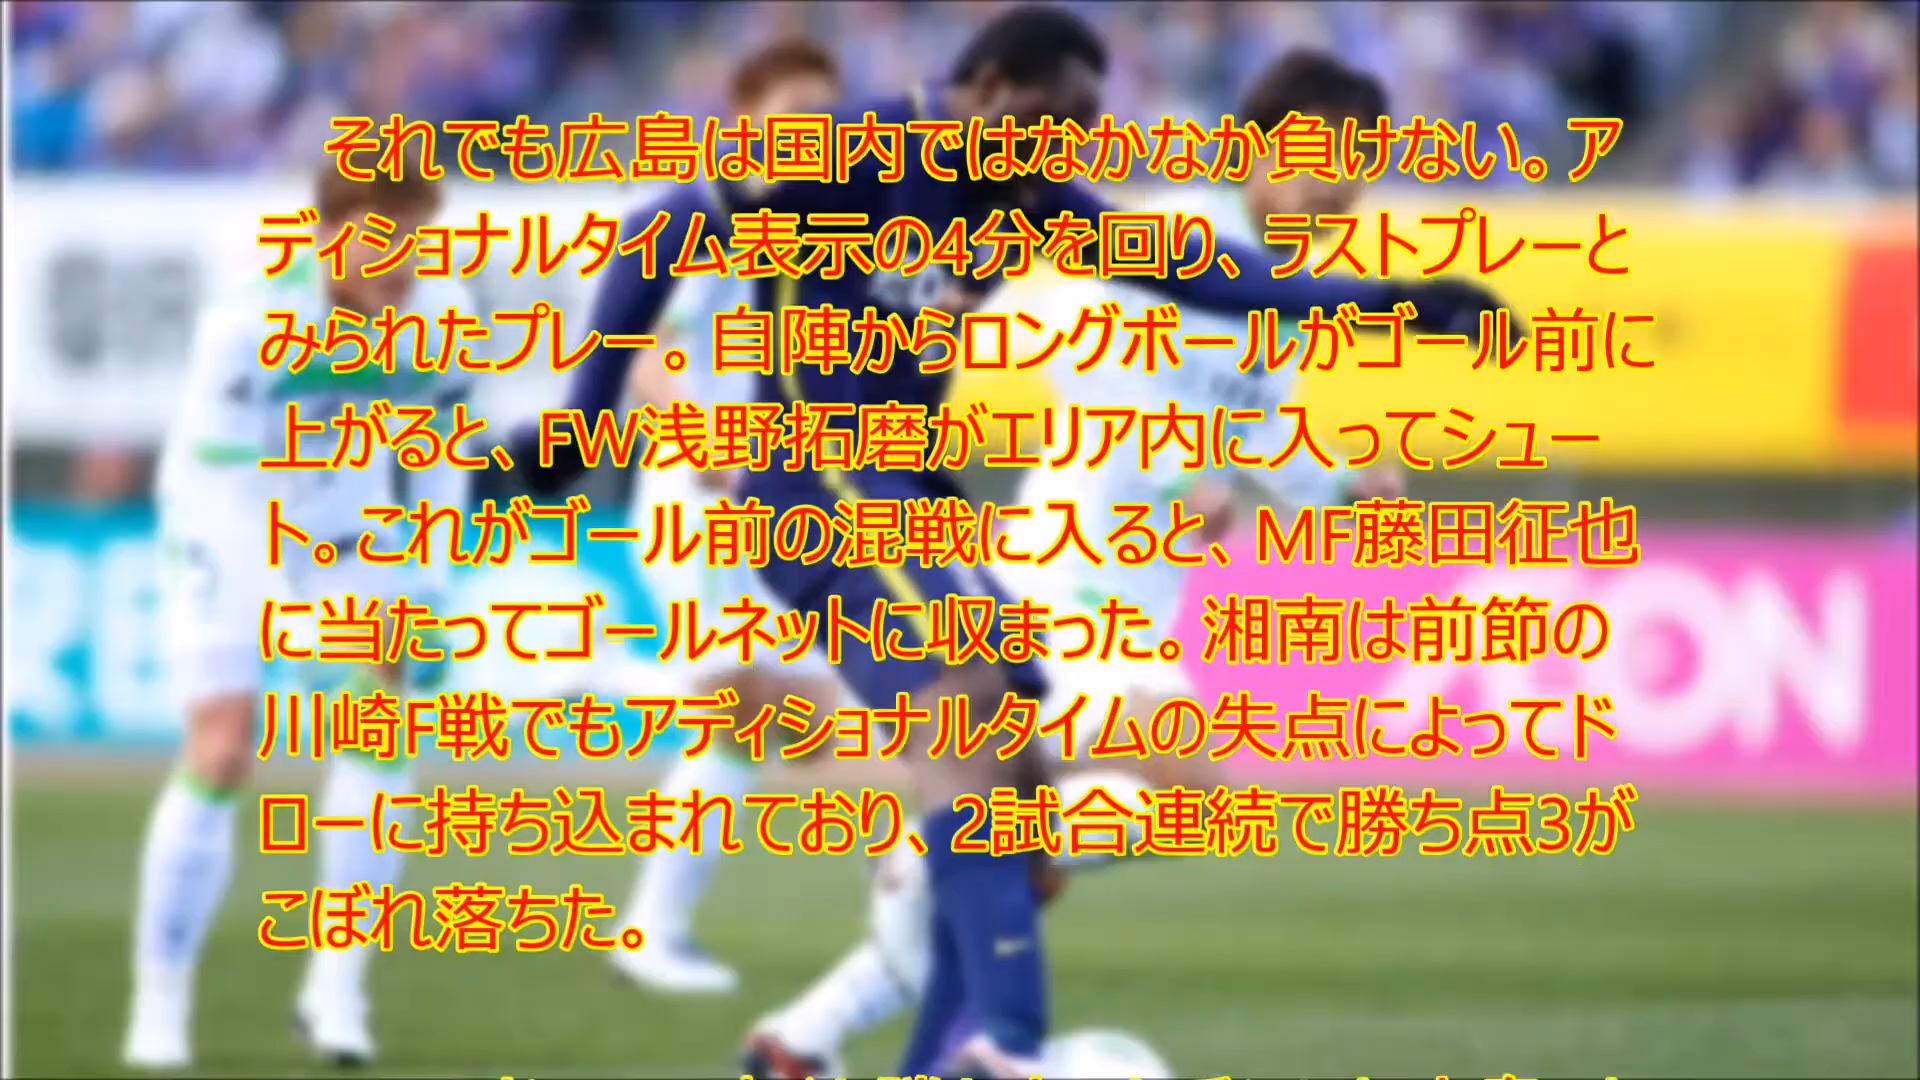 それでも広島は国内ではなかなか負けない。ア
ディショナルタイム表示の4分を回り、ラストプレーと
みられたプレー。自陣からロングボールがゴール前に
上がると、FW浅野拓磨がエリア内に入ってシュー
ト。これがゴール前の混戦に入ると、MF藤田征也
に当たってゴールネットに収まった。湘南は前節の
川崎F戦でもアディショナルタイムの失点によってド
ローに持ち込まれており、2試合連続で勝ち点3が
こぼれ落ちた。